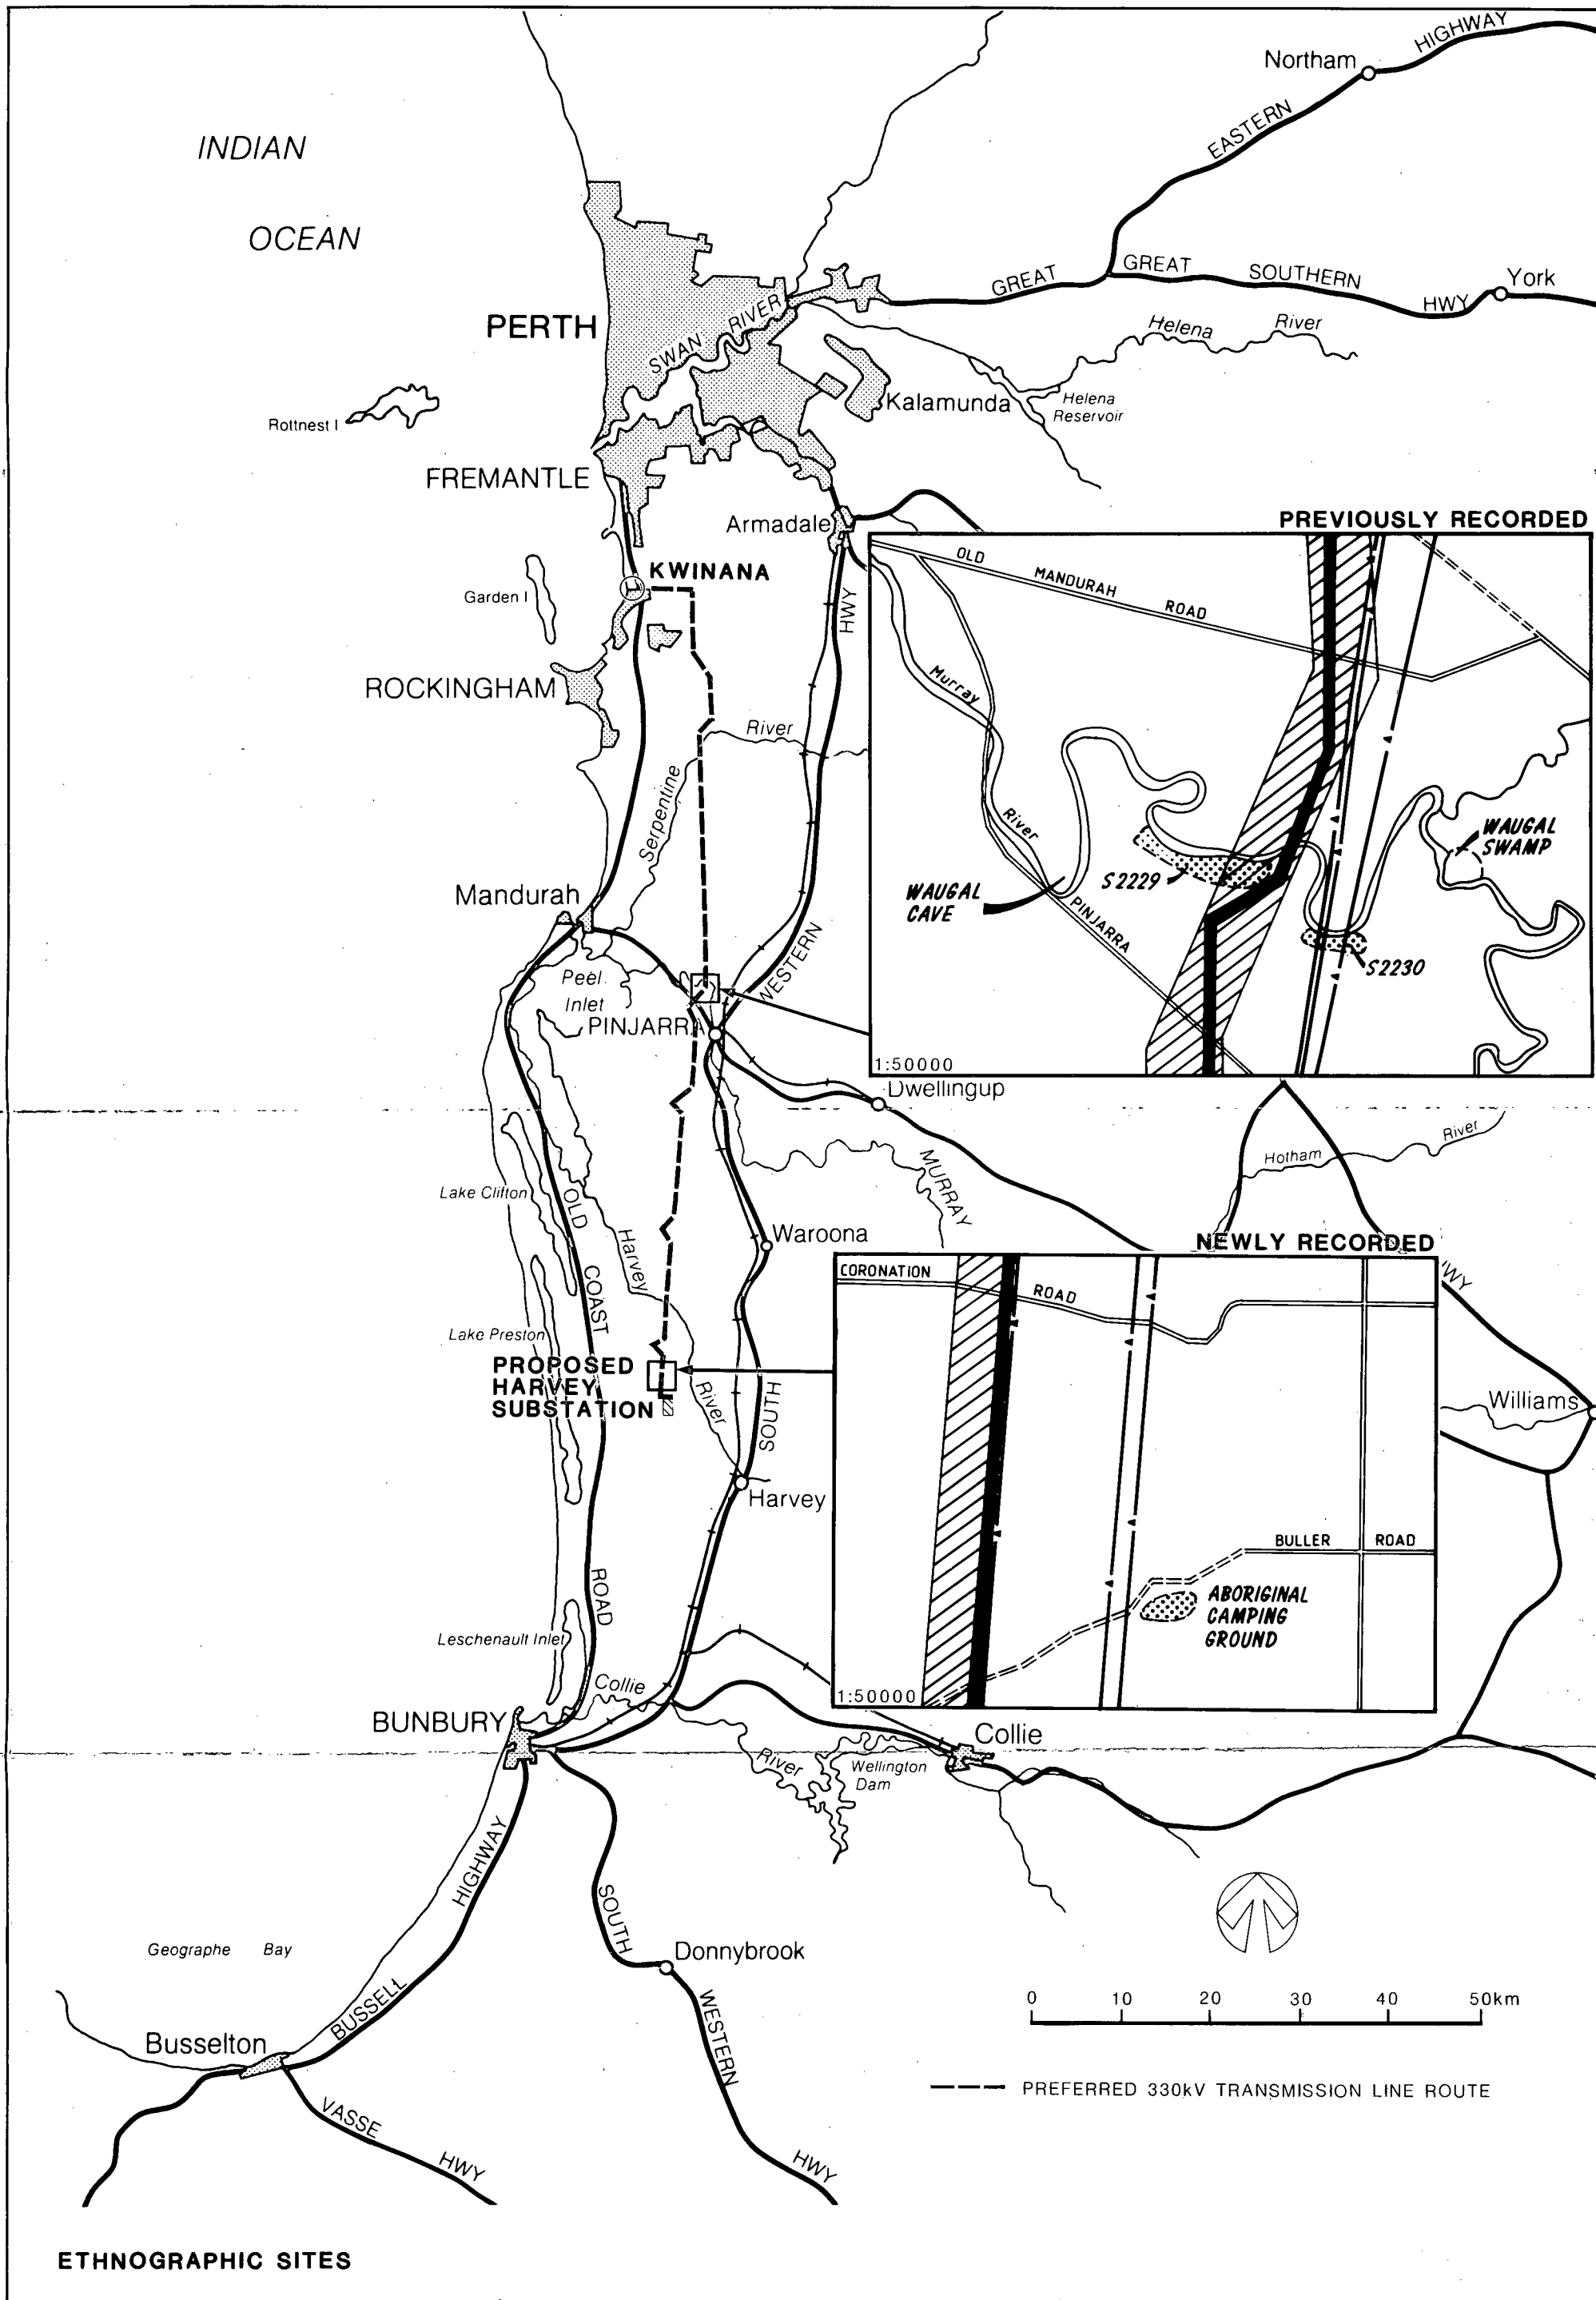 INDIAN
OCEAN
Northam
EASTERN
HIGHWAY
GREAT
GREAT
SOUTHERN
HWY
York
PERTH
SWAN
RIVER
Helena
River
Kalamunda
Helena
Reservoir
Rottnest I
FREMANTLE
Armadale
PREVIOUSLY RECORDED
1
KWINANA
Garden I
HWY
ROCKINGHAM
River
Serpentine
Mandurah
WESTERN
Peel
Inlet
PINJARRA
OLD
MANDURAH
ROAD
Murray
River
WAUGAL
SWAMP
S2229
WAUGAL
CAVE
PINJARRA
S2230
1:50000
Dwellingup
MURRAY
Hotham
River
Lake Clifton
OLD
COAST
ROAD
Harvey
River
Waroona
NEWLY RECORDED
HWY
CORONATION
ROAD
Lake Preston
PROPOSED
HARVEY
SUBSTATION
SOUTH
Harvey
Williams
BULLER
ROAD
ABORIGINAL
CAMPING
GROUND
1:50000
Leschenault Inlet
Collie
BUNBURY
River
Wellington
Dam
Collie
HIGHWAY
BUSSELL
SOUTH
WESTERN
HWY
Donnybrook
Geographe Bay
Busselton
VASSE
HWY
0 10 20 30 40 50km
PREFERRED 330kV TRANSMISSION LINE ROUTE
ETHNOGRAPHIC SITES